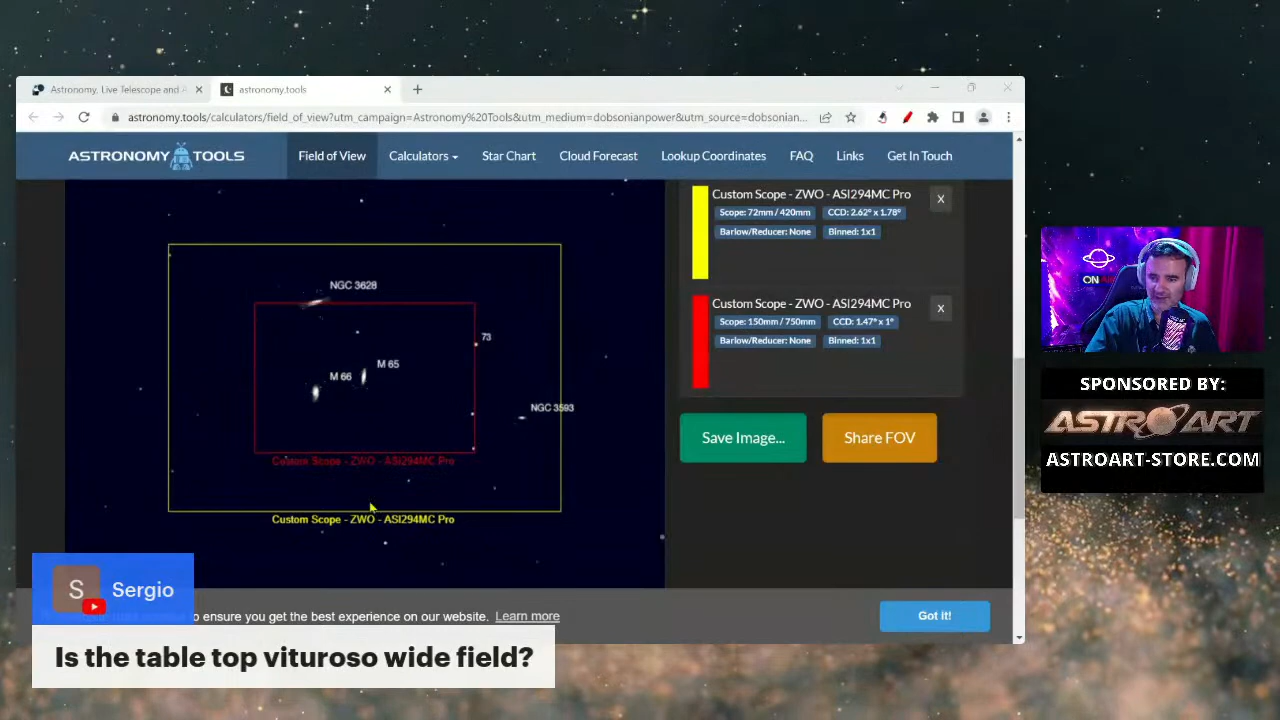 Astronomy, Live Telescope and A
astronomy.tools
astronomy.tools/calculators/field_of_view?utm_campaign=Astronomy%20Tools&utm_medium=dobsonianpower&utm_source=dobsonian...
ASTRONOMY TOOLS
Field of View
Calculators
Star Chart
Cloud Forecast
Lookup Coordinates
FAQ
Links
Get In Touch
NGC 3628
73
M 65
M 66
NGC 3593
Custom Scope - ZWO - ASI294MC Pro
Custom Scope - ZWO - ASI294MC Pro
Custom Scope - ZWO - ASI294MC Pro
X
Scope: 72mm / 420mm
CCD: 2.62° x 1.78°
Barlow/Reducer: None
Binned: 1x1
Custom Scope - ZWO - ASI294MC Pro
X
Scope: 150mm / 750mm
CCD: 1.47° x 1°
Barlow/Reducer: None
Binned: 1x1
Save Image...
Share FOV
to ensure you get the best experience on our website. Learn more
Got it!
ON
SPONSORED BY:
ASTROART
ASTROART-STORE.COM
S
Sergio
Is the table top vituroso wide field?